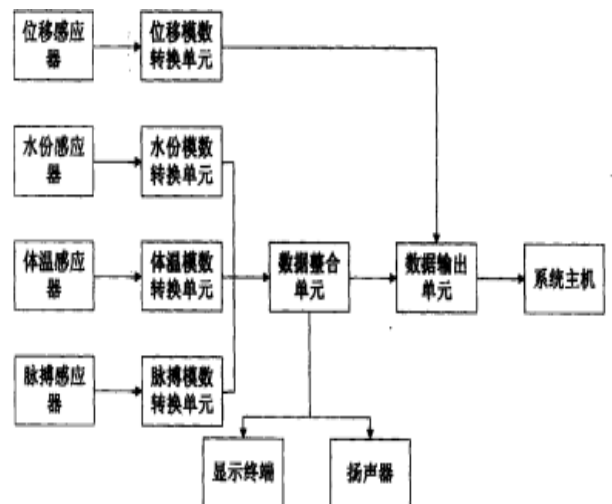 位移感应
器
位移模数
转换单元
水份感应
器
水份模数
转换单元
体温感应
器
体温模数
转换单元
数据整合
单元
数据输出
单元
系统主机
脉搏感应
器
脉搏模数
转换单元
显示终端
扬声器